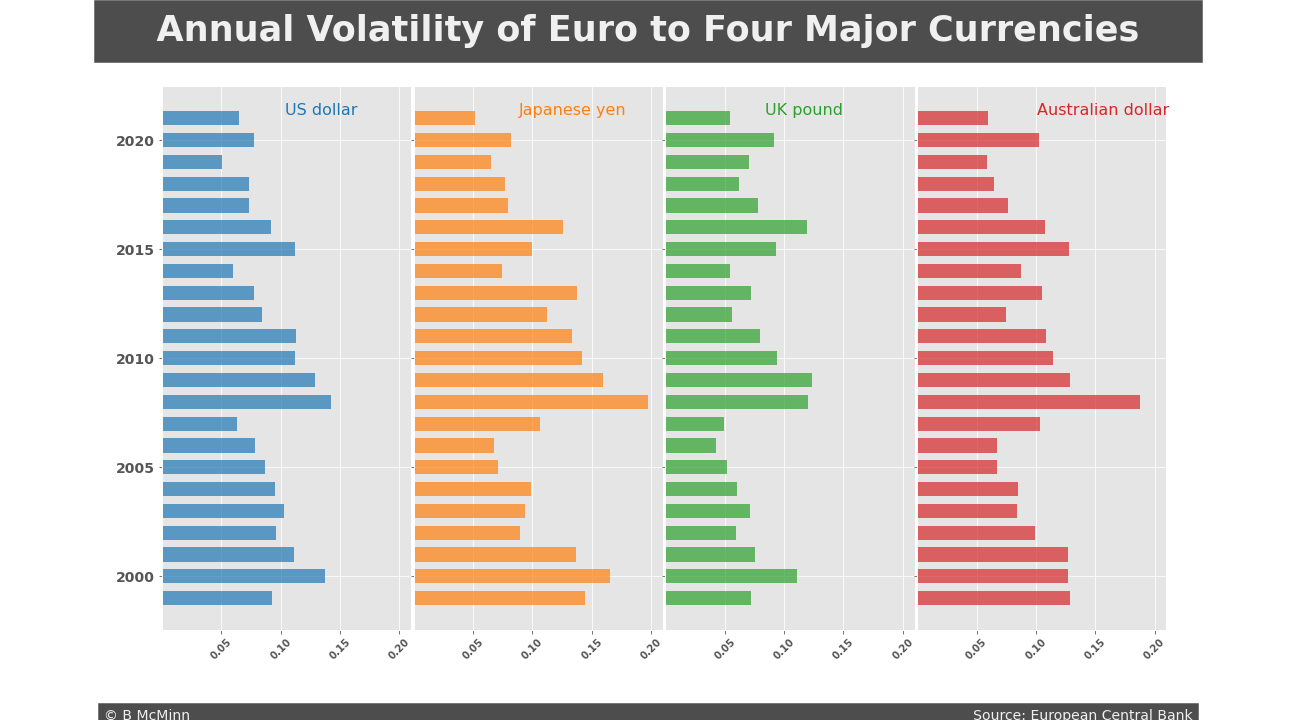 Annual Volatility of Euro to Four Major Currencies
US dollar
Japanese yen
UK pound
Australian dollar
2020
2015
2010
2005
2000
0.05 0.10 0.15 0.20 0.05 0.10 0.15 0.20 0.05 0.10 0.15 0.20 0.05 0.10 0.15 0.20
© B McMinn
Source: European Central Bank